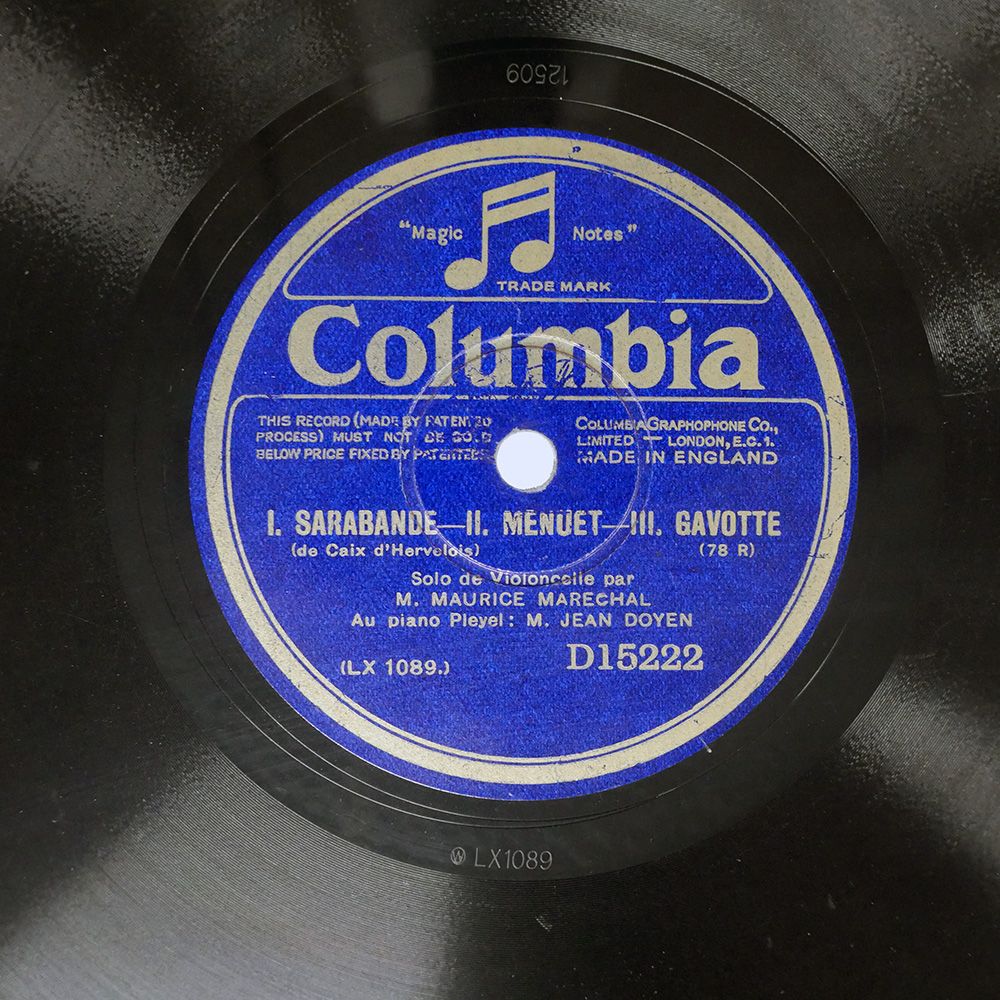 12509
"Magic Notes"
TRADE MARK
Columbia
THIS RECORD (MADE BY PATENTED
PROCESS) MUST NOT BE SOLD
BELOW PRICE FIXED BY PATENTEES.
COLUMBIA GRAPHOPHONE CO.,
LIMITED — LONDON, E.C.1.
MADE IN ENGLAND
I. SARABANDE—II. MENUET—III. GAVOTTE
(de Caix d'Hervelois) (78 R)
Solo de Violoncelle par
M. MAURICE MARECHAL
Au piano Pleyel: M. JEAN DOYEN
(LX 1089.) D15222
Ⓦ LX1089